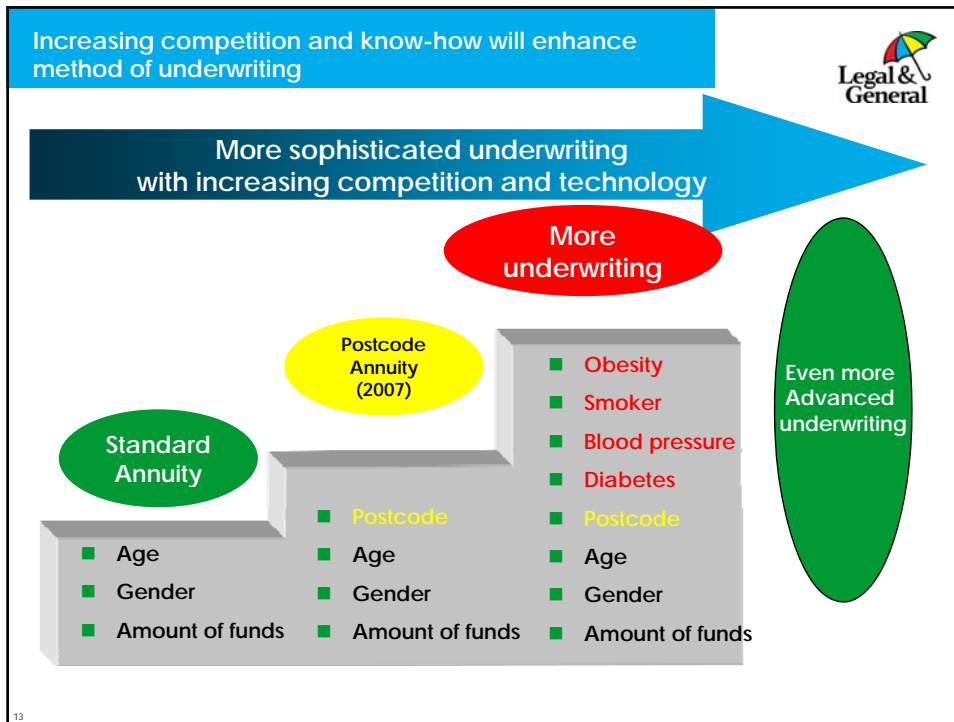 Increasing competition and know-how will enhance
method of underwriting
Legal &
General
More sophisticated underwriting
with increasing competition and technology
More
underwriting
Postcode
Annuity
(2007)
Standard
Annuity
Even more
Advanced
underwriting
Age
Gender
Amount of funds
Postcode
Age
Gender
Amount of funds
Obesity
Smoker
Blood pressure
Diabetes
Postcode
Age
Gender
Amount of funds
13